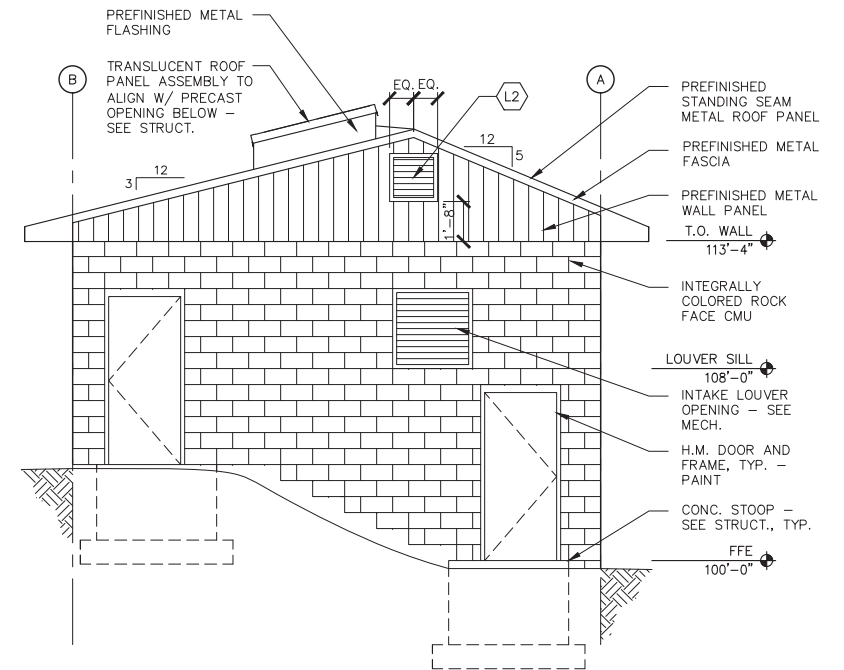 PREFINISHED METAL
FLASHING
TRANSLUCENT ROOF
PANEL ASSEMBLY TO
ALIGN W/ PRECAST
OPENING BELOW –
SEE STRUCT.
B
EQ. EQ.
L2
A
12
3
12
5
1'-8"
PREFINISHED
STANDING SEAM
METAL ROOF PANEL
PREFINISHED METAL
FASCIA
PREFINISHED METAL
WALL PANEL
T.O. WALL
113'-4"
INTEGRALLY
COLORED ROCK
FACE CMU
LOUVER SILL
108'-0"
INTAKE LOUVER
OPENING – SEE
MECH.
H.M. DOOR AND
FRAME, TYP. –
PAINT
CONC. STOOP –
SEE STRUCT., TYP.
FFE
100'-0"